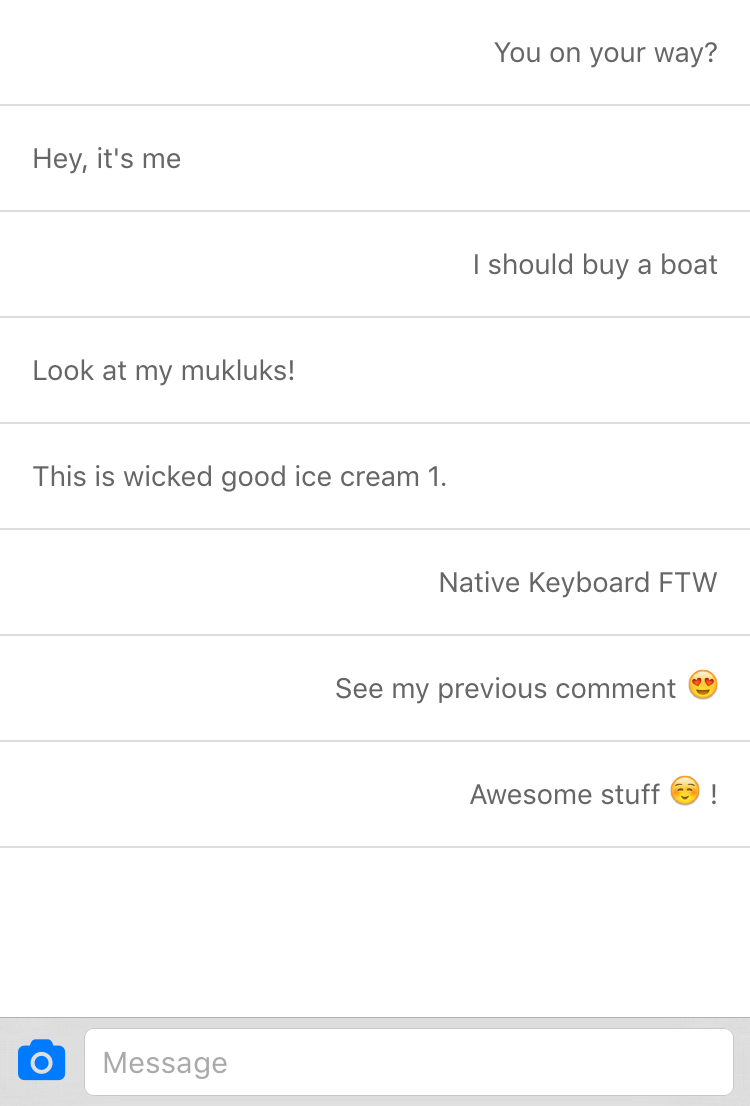 You on your way?
Hey, it's me
I should buy a boat
Look at my mukluks!
This is wicked good ice cream 1.
Native Keyboard FTW
See my previous comment 😍
Awesome stuff ☺️ !
Message